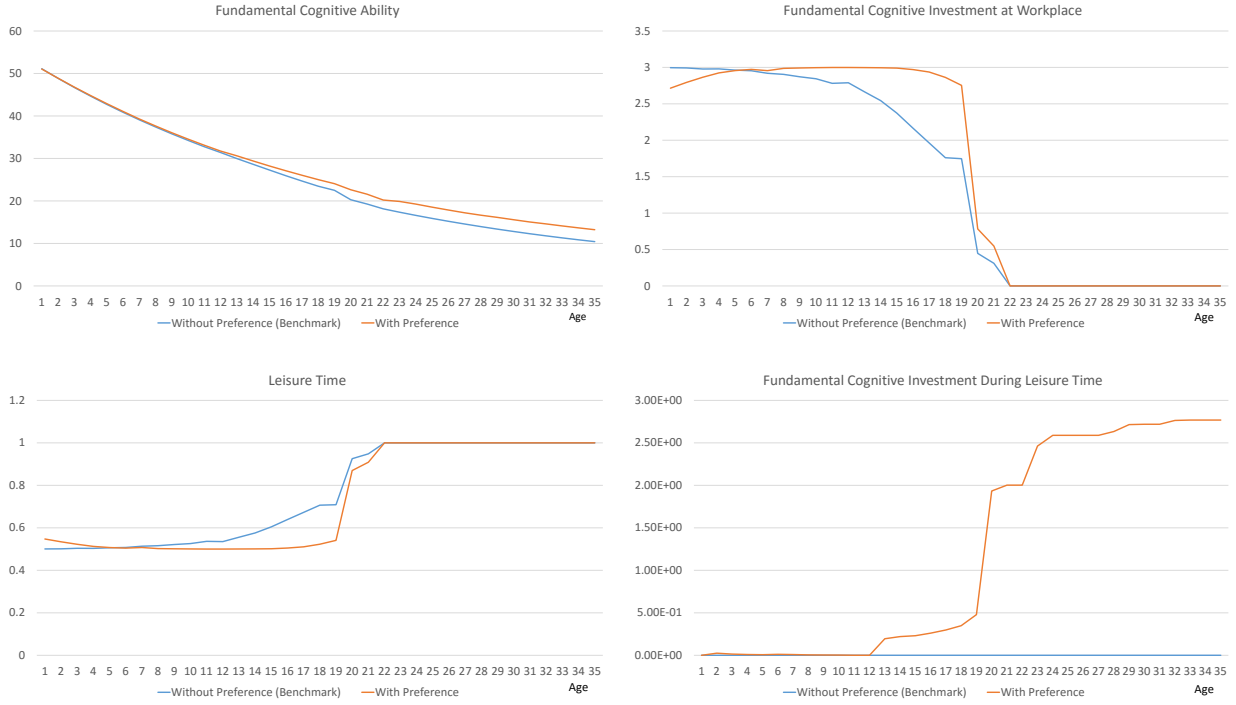 Fundamental Cognitive Ability
60
50
40
30
20
10
0
1 2 3 4 5 6 7 8 9 10 11 12 13 14 15 16 17 18 19 20 21 22 23 24 25 26 27 28 29 30 31 32 33 34 35
Age
Without Preference (Benchmark) With Preference
Fundamental Cognitive Investment at Workplace
3.5
3
2.5
2
1.5
1
0.5
0
1 2 3 4 5 6 7 8 9 10 11 12 13 14 15 16 17 18 19 20 21 22 23 24 25 26 27 28 29 30 31 32 33 34 35
Age
Without Preference (Benchmark) With Preference
Leisure Time
1.2
1
0.8
0.6
0.4
0.2
0
1 2 3 4 5 6 7 8 9 10 11 12 13 14 15 16 17 18 19 20 21 22 23 24 25 26 27 28 29 30 31 32 33 34 35
Without Preference (Benchmark) With Preference Age
Fundamental Cognitive Investment During Leisure Time
3.00E+00
2.50E+00
2.00E+00
1.50E+00
1.00E+00
5.00E-01
0.00E+00
1 2 3 4 5 6 7 8 9 10 11 12 13 14 15 16 17 18 19 20 21 22 23 24 25 26 27 28 29 30 31 32 33 34 35
Without Preference (Benchmark) With Preference Age